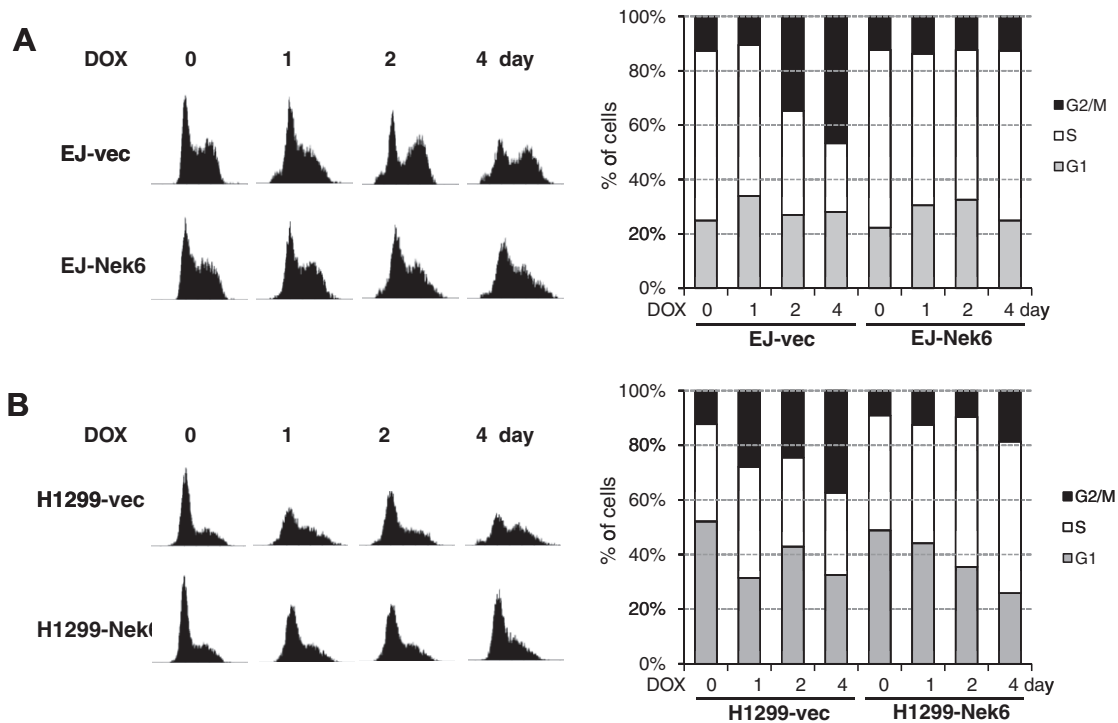 A
DOX 0 1 2 4 day
EJ-vec
EJ-Nek6
100%
80%
60%
40%
20%
0%
% of cells
G2/M
S
G1
DOX 0 1 2 4 0 1 2 4 day
EJ-vec EJ-Nek6
B
DOX 0 1 2 4 day
H1299-vec
H1299-Nek
100%
80%
60%
40%
20%
0%
% of cells
G2/M
S
G1
DOX 0 1 2 4 0 1 2 4 day
H1299-vec H1299-Nek6